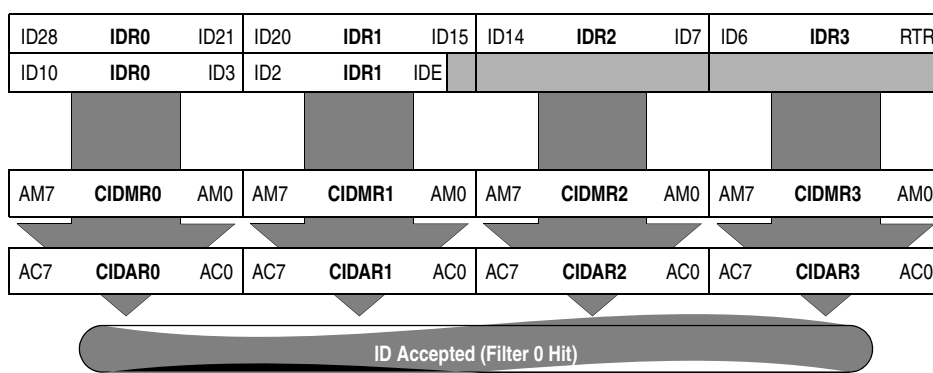 ID28 IDR0 ID21 ID20 IDR1 ID15 ID14 IDR2 ID7 ID6 IDR3 RTR
ID10 IDR0 ID3 ID2 IDR1 IDE
AM7 CIDMR0 AM0 AM7 CIDMR1 AM0 AM7 CIDMR2 AM0 AM7 CIDMR3 AM0
AC7 CIDAR0 AC0 AC7 CIDAR1 AC0 AC7 CIDAR2 AC0 AC7 CIDAR3 AC0
ID Accepted (Filter 0 Hit)